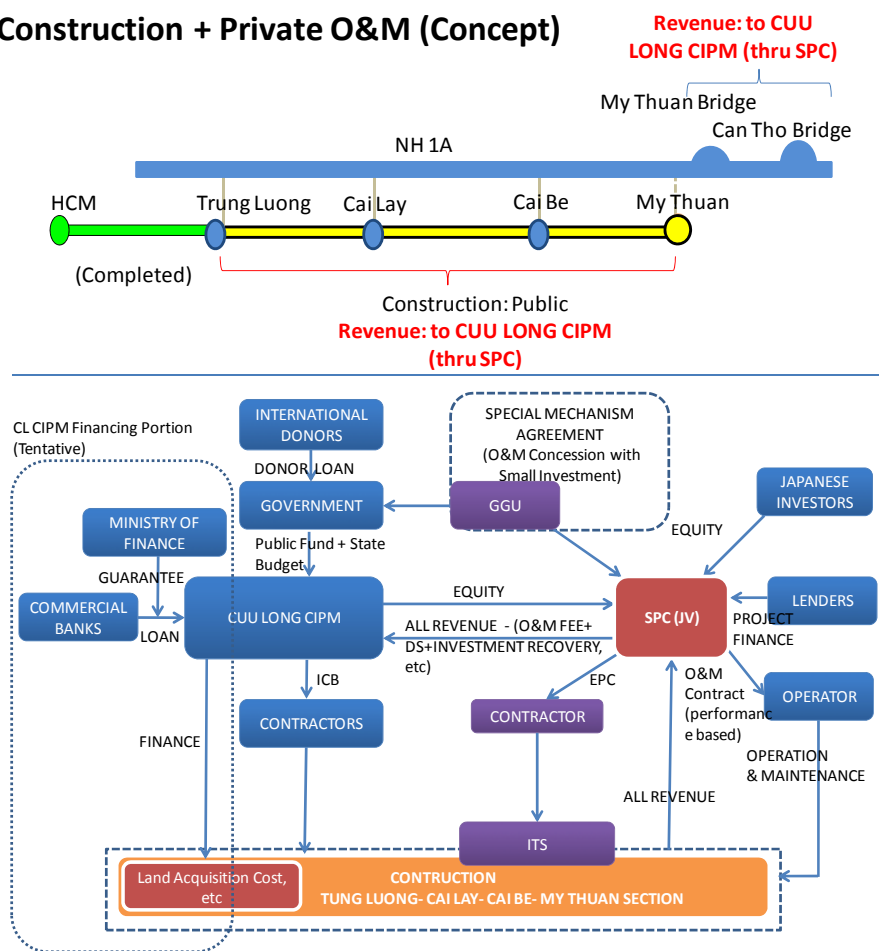 Construction + Private O&M (Concept)
Revenue: to CUU
LONG CIPM (thru SPC)
My Thuan Bridge
Can Tho Bridge
NH 1A
HCM
Trung Luong
Cai Lay
Cai Be
My Thuan
(Completed)
Construction: Public
Revenue: to CUU LONG CIPM
(thru SPC)
CL CIPM Financing Portion
(Tentative)
INTERNATIONAL
DONORS
SPECIAL MECHANISM
AGREEMENT
(O&M Concession with
Small Investment)
DONOR LOAN
JAPANESE
INVESTORS
GOVERNMENT
GGU
MINISTRY OF
FINANCE
EQUITY
Public Fund + State
Budget
GUARANTEE
COMMERCIAL
BANKS
LOAN
CUU LONG CIPM
EQUITY
SPC (JV)
LENDERS
PROJECT
FINANCE
ALL REVENUE - (O&M FEE+
DS+INVESTMENT RECOVERY,
etc)
ICB
EPC
O&M
Contract
(performanc
e based)
OPERATOR
CONTRACTORS
CONTRACTOR
FINANCE
OPERATION
& MAINTENANCE
ALL REVENUE
ITS
Land Acquisition Cost,
etc
CONTRUCTION
TUNG LUONG- CAI LAY- CAI BE- MY THUAN SECTION